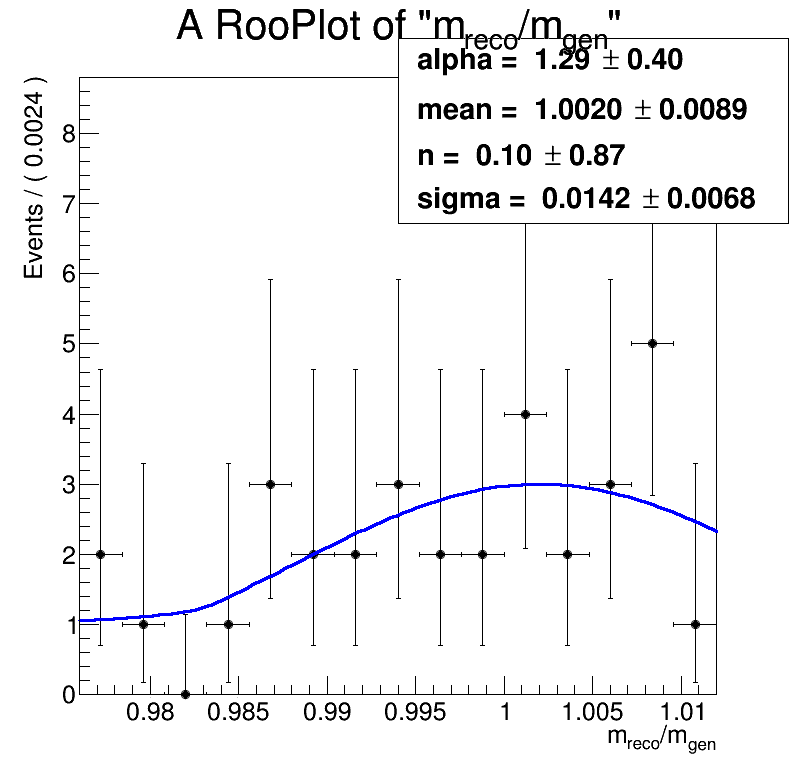 A RooPlot of "m_reco/m_gen"
alpha = 1.29 ± 0.40
mean = 1.0020 ± 0.0089
n = 0.10 ± 0.87
sigma = 0.0142 ± 0.0068
Events / ( 0.0024 )
8
7
6
5
4
3
2
1
0
0.98 0.985 0.99 0.995 1 1.005 1.01
m_reco/m_gen